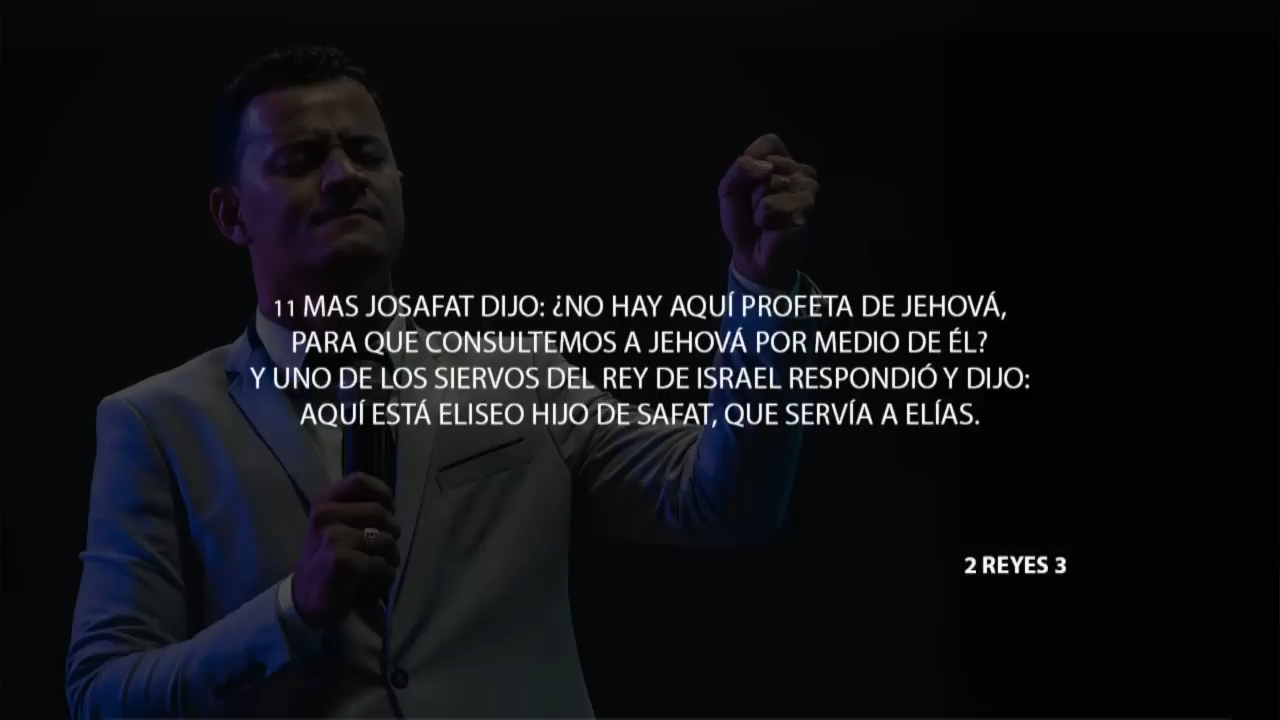 11 MAS JOSAFAT DIJO: ¿NO HAY AQUÍ PROFETA DE JEHOVÁ,
PARA QUE CONSULTEMOS A JEHOVÁ POR MEDIO DE ÉL?
Y UNO DE LOS SIERVOS DEL REY DE ISRAEL RESPONDIÓ Y DIJO:
AQUÍ ESTÁ ELISEO HIJO DE SAFAT, QUE SERVÍA A ELÍAS.
2 REYES 3